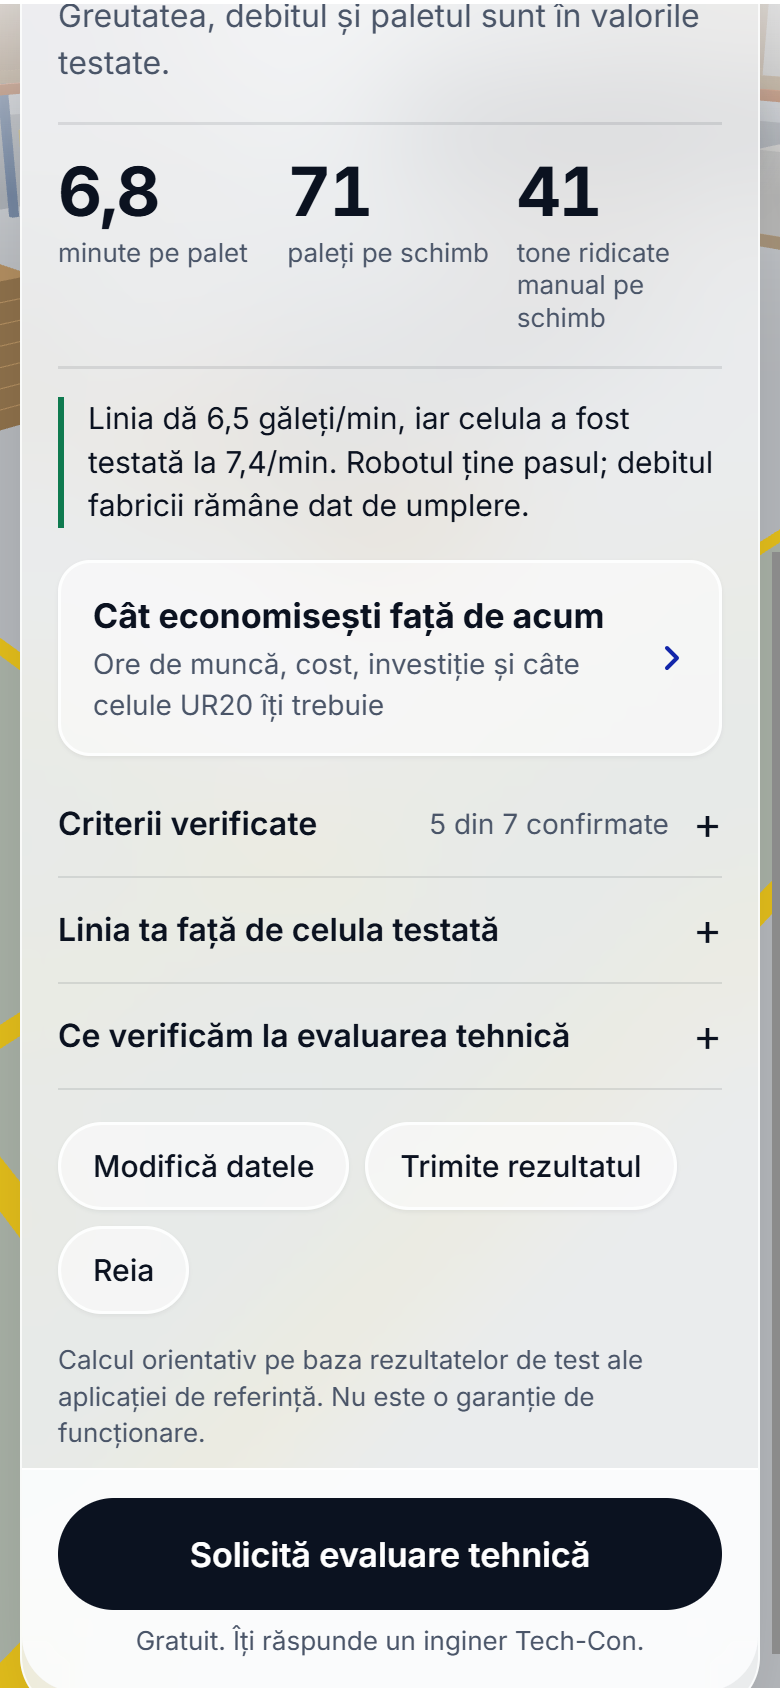 Greutatea, debitul și paletul sunt în valorile
testate.
6,8
minute pe palet
71
paleți pe schimb
41
tone ridicate
manual pe
schimb
Linia dă 6,5 găleți/min, iar celula a fost
testată la 7,4/min. Robotul ține pasul; debitul
fabricii rămâne dat de umplere.
Cât economisești față de acum
Ore de muncă, cost, investiție și câte
celule UR20 îți trebuie
Criterii verificate 5 din 7 confirmate +
Linia ta față de celula testată +
Ce verificăm la evaluarea tehnică +
Modifică datele Trimite rezultatul
Reia
Calcul orientativ pe baza rezultatelor de test ale
aplicației de referință. Nu este o garanție de
funcționare.
Solicită evaluare tehnică
Gratuit. Îți răspunde un inginer Tech-Con.